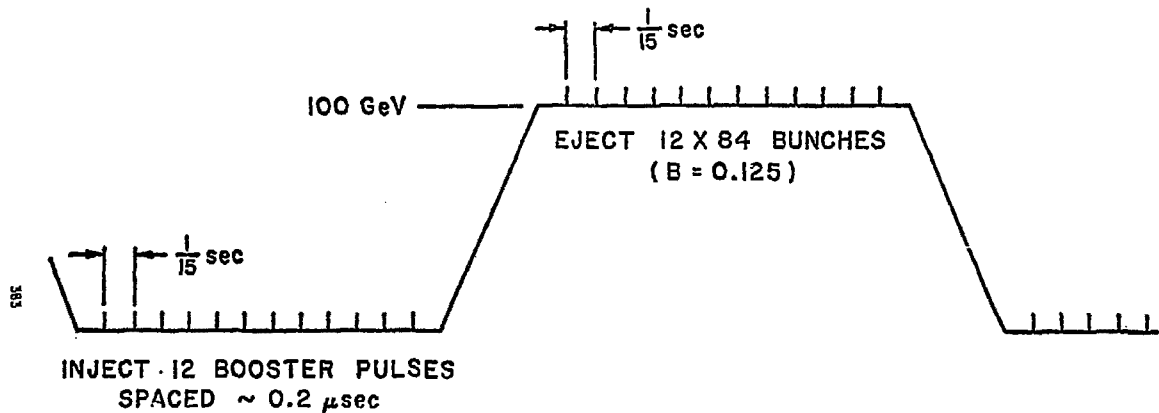 1/15 sec
100 GeV
EJECT 12 X 84 BUNCHES
(B = 0.125)
1/15 sec
383
INJECT 12 BOOSTER PULSES
SPACED ~ 0.2 μsec